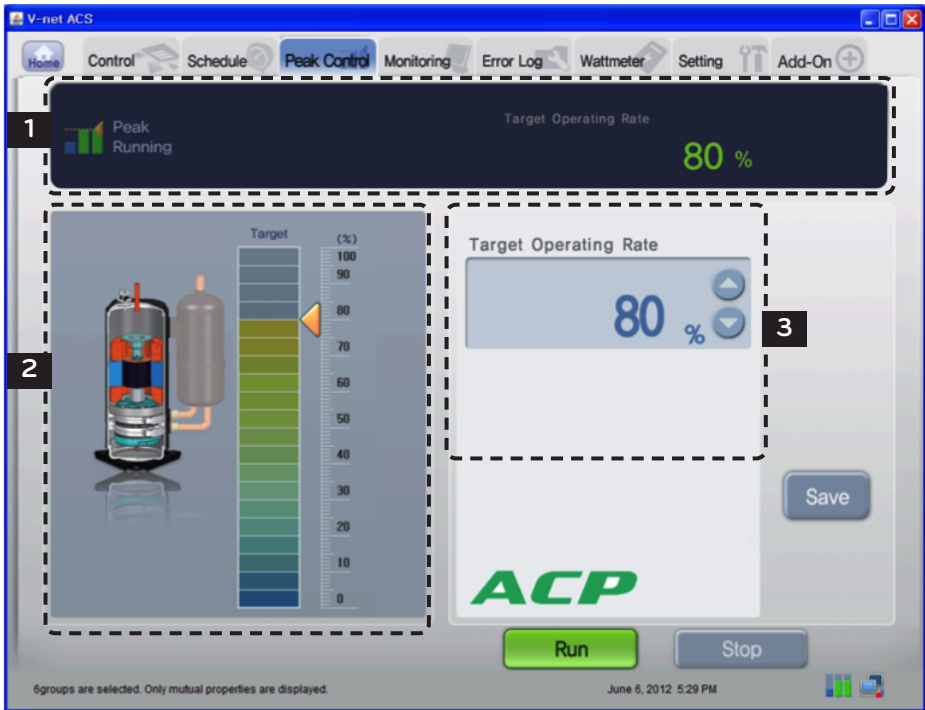 V-net ACS
Home Control Schedule Peak Control Monitoring Error Log Wattmeter Setting Add-On
1
Peak
Running
Target Operating Rate
80 %
2
Target
(%)
100
90
80
70
60
50
40
30
20
10
0
Target Operating Rate
80 %
3
Save
ACP
Run Stop
6groups are selected. Only mutual properties are displayed. June 6, 2012 5:29 PM